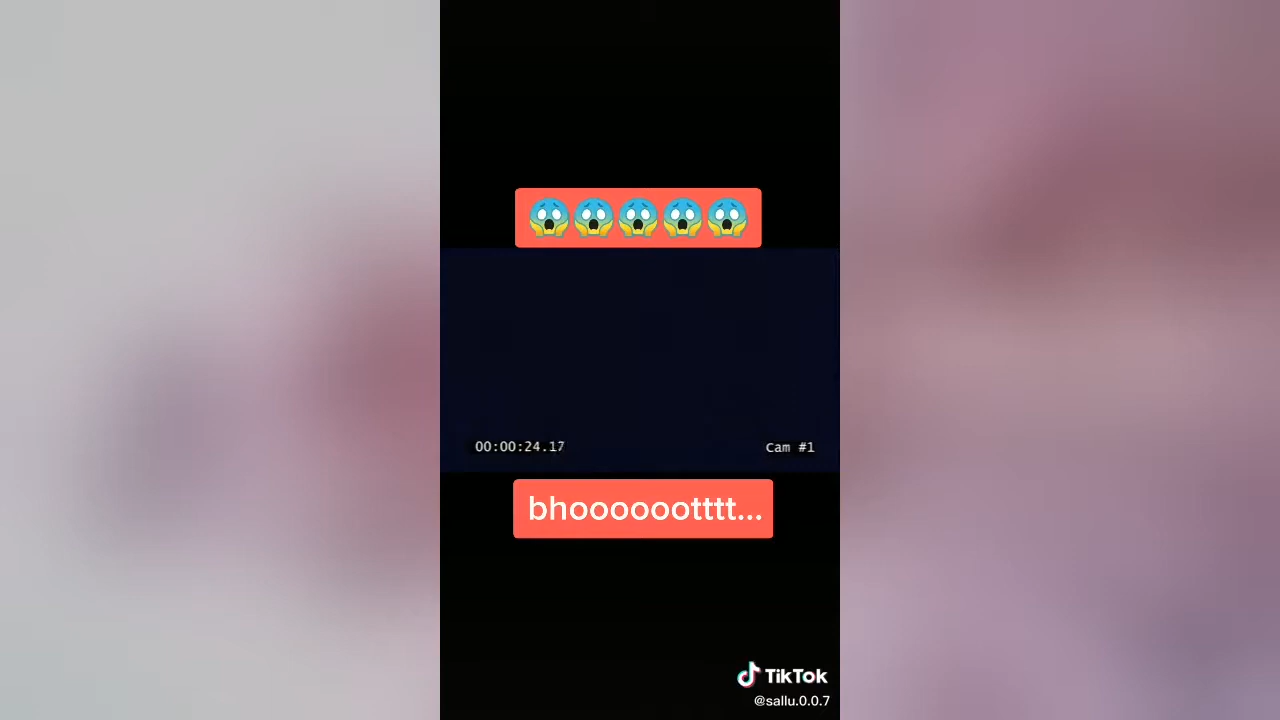 😱😱😱😱😱
00:00:24.17
Cam #1
bhooooootttt...
TikTok
@sallu.0.0.7